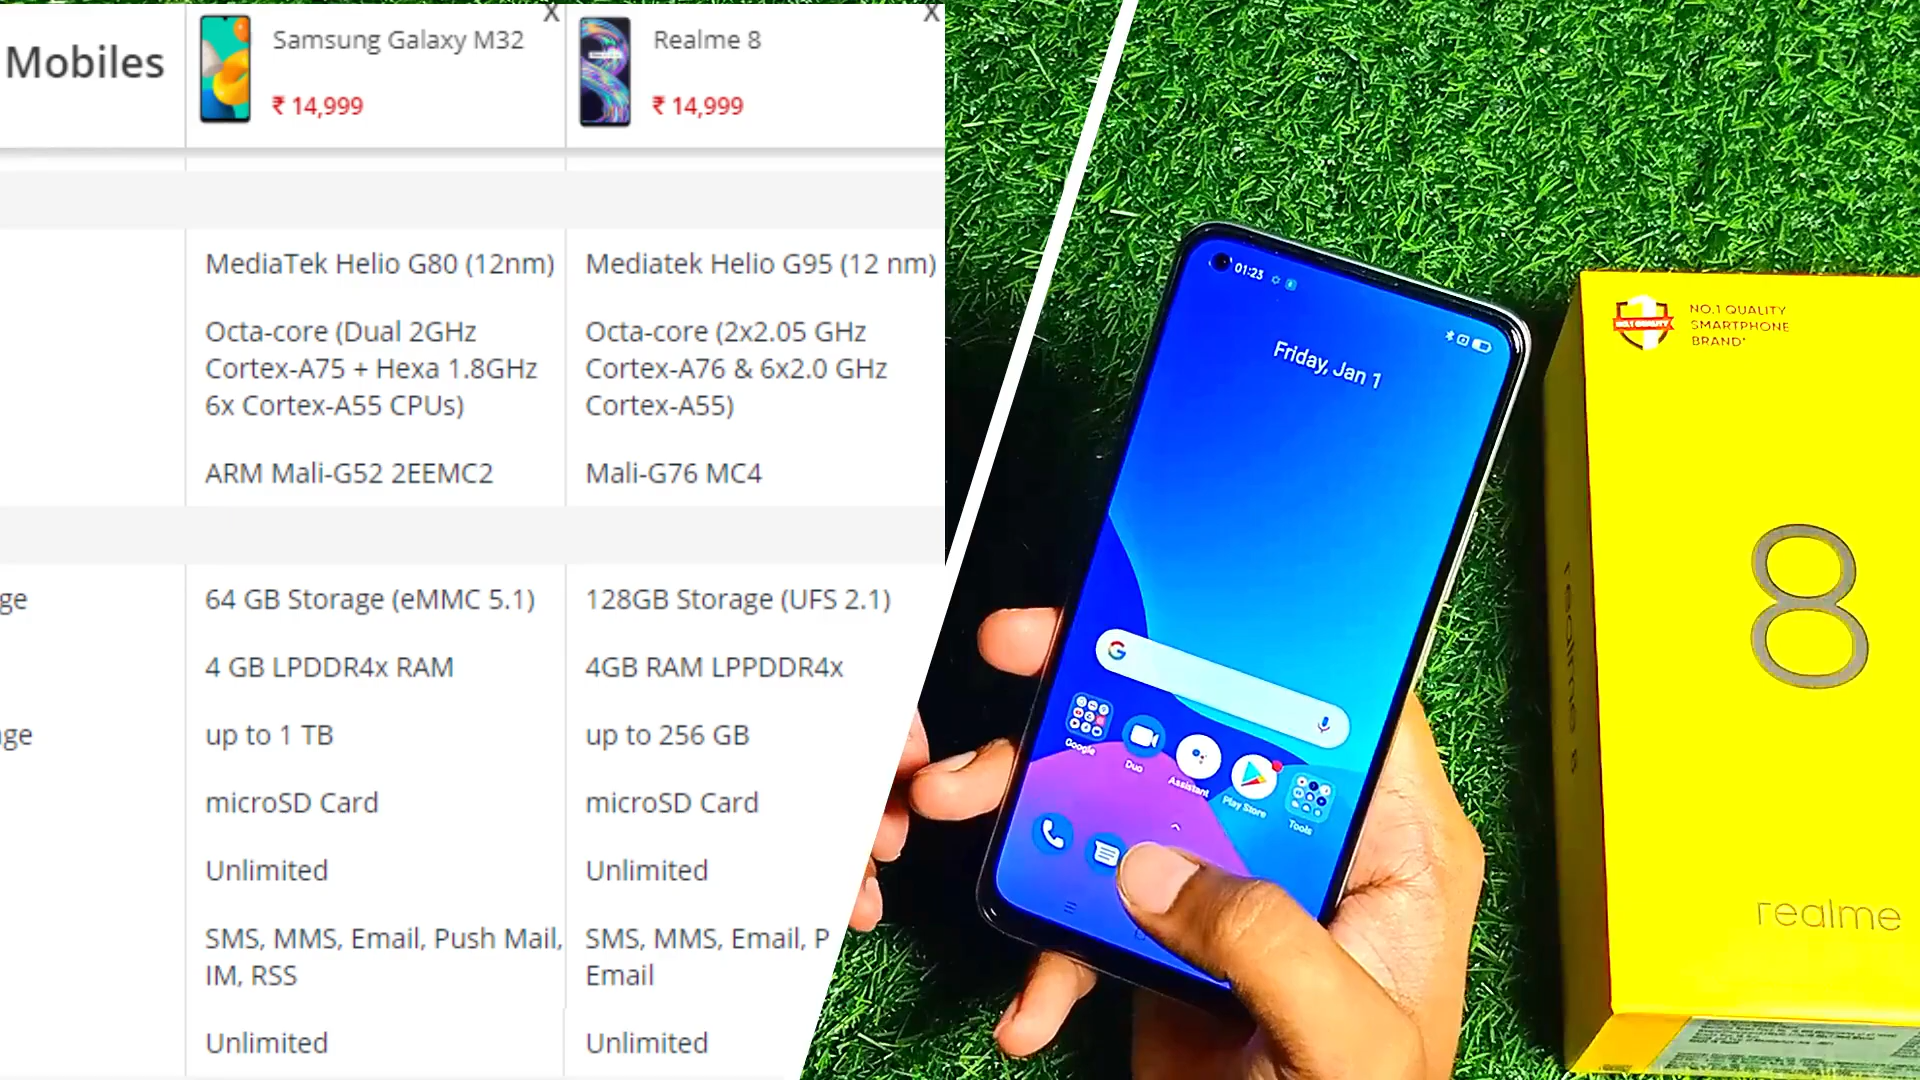 Mobiles
Samsung Galaxy M32
X
₹ 14,999
Realme 8
X
₹ 14,999
MediaTek Helio G80 (12nm)
Mediatek Helio G95 (12 nm)
Octa-core (Dual 2GHz
Cortex-A75 + Hexa 1.8GHz
6x Cortex-A55 CPUs)
Octa-core (2x2.05 GHz
Cortex-A76 & 6x2.0 GHz
Cortex-A55)
ARM Mali-G52 2EEMC2
Mali-G76 MC4
ge
64 GB Storage (eMMC 5.1)
128GB Storage (UFS 2.1)
4 GB LPDDR4x RAM
4GB RAM LPPDDR4x
ge
up to 1 TB
up to 256 GB
microSD Card
microSD Card
Unlimited
Unlimited
SMS, MMS, Email, Push Mail,
IM, RSS
SMS, MMS, Email, P
Email
Unlimited
Unlimited
01:23
Friday, Jan 1
G
Google
Duo
Assistant
Play Store
Tools
NO.1 QUALITY
NO.1 QUALITY
SMARTPHONE
BRAND*
8
realme 8
realme